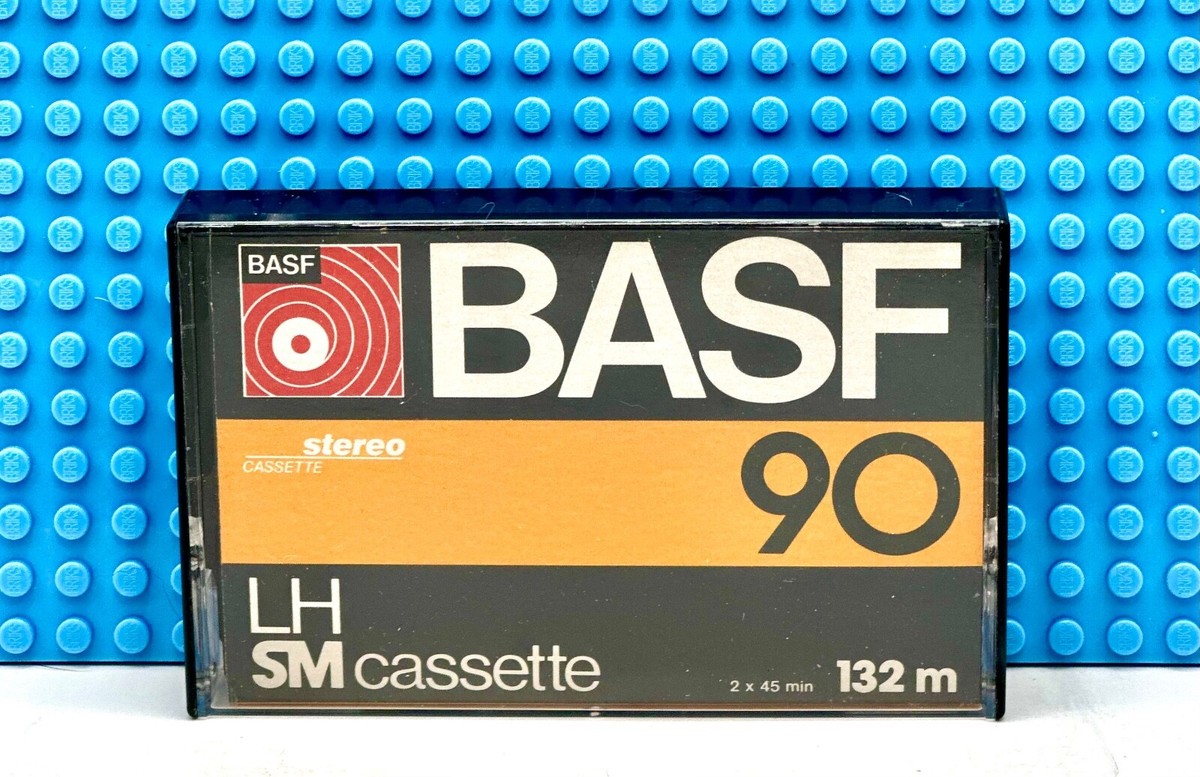 BASF
BASF
stereo
CASSETTE
90
LH
SM cassette
2 x 45 min 132 m